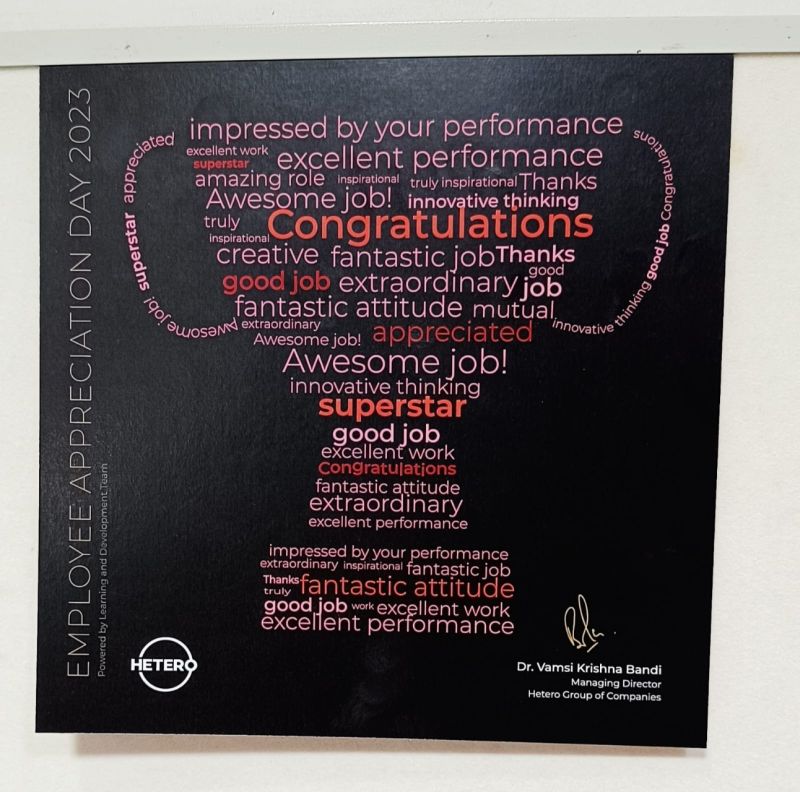 EMPLOYEE APPRECIATION DAY 2023
Powered by Learning and Development Team
impressed by your performance
excellent work
superstar
excellent performance
amazing role
inspirational
truly inspirational
Thanks
Awesome job!
innovative thinking
truly
Congratulations
inspirational
creative
fantastic job
Thanks
good
good job
extraordinary
job
fantastic attitude
mutual
extraordinary
appreciated
Awesome job!
Awesome job!
innovative thinking
superstar
good job
excellent work
Congratulations
fantastic attitude
extraordinary
excellent performance
impressed by your performance
extraordinary
inspirational
fantastic job
Thanks
truly
fantastic attitude
good job
work
excellent work
excellent performance
appreciated
superstar
Awesome job!
Awesome
congratulations
Congratulations
good job
innovative thinking
HETERO
Dr. Vamsi Krishna Bandi
Managing Director
Hetero Group of Companies